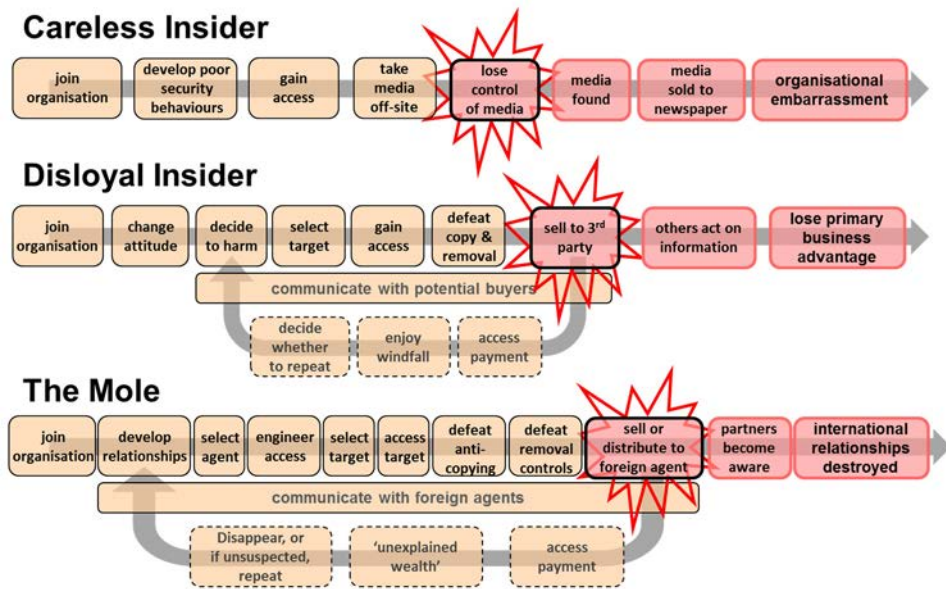 Careless Insider
join
organisation
develop poor
security
behaviours
gain
access
take
media
off-site
lose
control
of media
media
found
media
sold to
newspaper
organisational
embarrassment
Disloyal Insider
join
organisation
change
attitude
decide
to harm
select
target
gain
access
defeat
copy &
removal
sell to 3rd
party
others act on
information
lose primary
business
advantage
communicate with potential buyers
decide
whether
to repeat
enjoy
windfall
access
payment
The Mole
join
organisation
develop
relationships
select
agent
engineer
access
select
target
access
target
defeat
anti-
copying
defeat
removal
controls
sell or
distribute to
foreign agent
partners
become
aware
international
relationships
destroyed
communicate with foreign agents
Disappear, or
if unsuspected,
repeat
‘unexplained
wealth’
access
payment